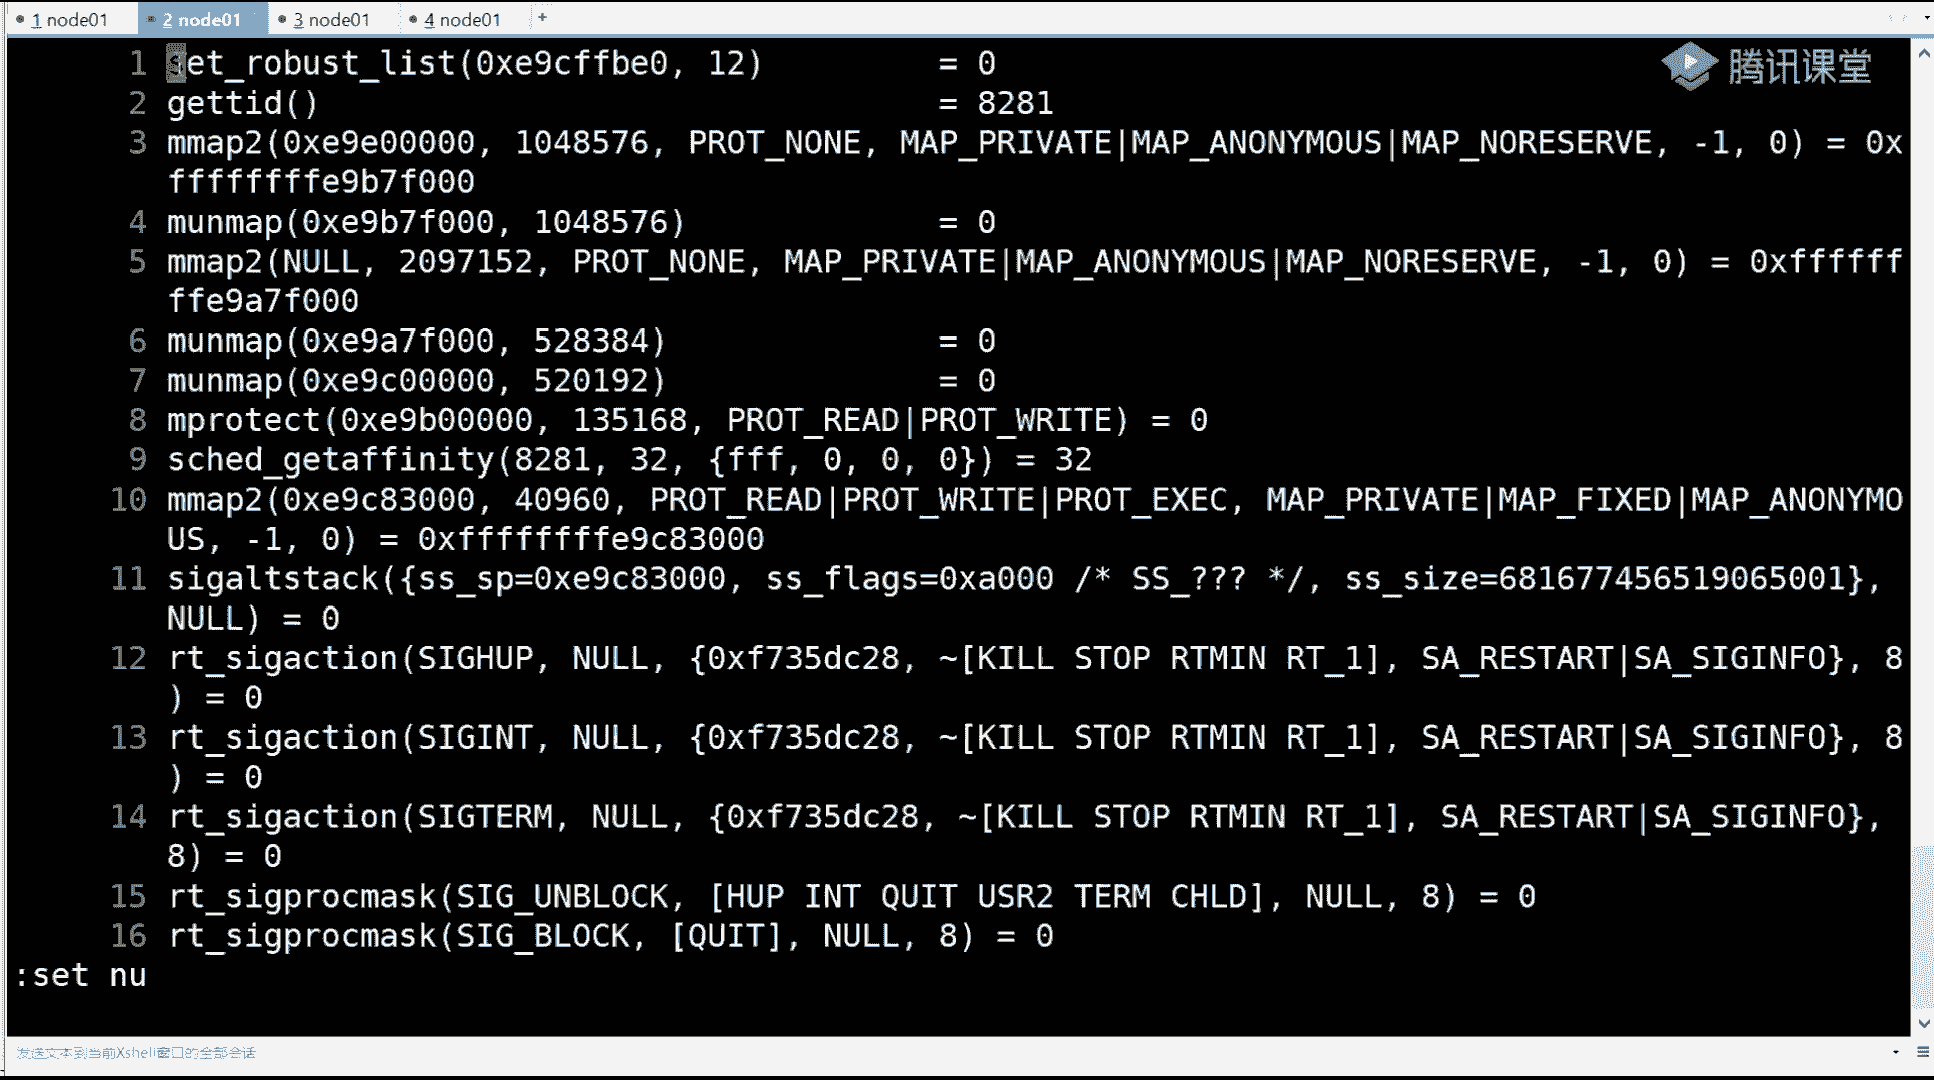 1 node01
2 node01
3 node01
4 node01
+
腾讯课堂
1 set_robust_list(0xe9cffbe0, 12) = 0
2 gettid() = 8281
3 mmap2(0xe9e00000, 1048576, PROT_NONE, MAP_PRIVATE|MAP_ANONYMOUS|MAP_NORESERVE, -1, 0) = 0x
ffffffffe9b7f000
4 munmap(0xe9b7f000, 1048576) = 0
5 mmap2(NULL, 2097152, PROT_NONE, MAP_PRIVATE|MAP_ANONYMOUS|MAP_NORESERVE, -1, 0) = 0xffffff
ffe9a7f000
6 munmap(0xe9a7f000, 528384) = 0
7 munmap(0xe9c00000, 520192) = 0
8 mprotect(0xe9b00000, 135168, PROT_READ|PROT_WRITE) = 0
9 sched_getaffinity(8281, 32, {fff, 0, 0, 0}) = 32
10 mmap2(0xe9c83000, 40960, PROT_READ|PROT_WRITE|PROT_EXEC, MAP_PRIVATE|MAP_FIXED|MAP_ANONYMO
US, -1, 0) = 0xffffffffe9c83000
11 sigaltstack({ss_sp=0xe9c83000, ss_flags=0xa000 /* SS_??? */, ss_size=681677456519065001},
NULL) = 0
12 rt_sigaction(SIGHUP, NULL, {0xf735dc28, ~[KILL STOP RTMIN RT_1], SA_RESTART|SA_SIGINFO}, 8
) = 0
13 rt_sigaction(SIGINT, NULL, {0xf735dc28, ~[KILL STOP RTMIN RT_1], SA_RESTART|SA_SIGINFO}, 8
) = 0
14 rt_sigaction(SIGTERM, NULL, {0xf735dc28, ~[KILL STOP RTMIN RT_1], SA_RESTART|SA_SIGINFO},
8) = 0
15 rt_sigprocmask(SIG_UNBLOCK, [HUP INT QUIT USR2 TERM CHLD], NULL, 8) = 0
16 rt_sigprocmask(SIG_BLOCK, [QUIT], NULL, 8) = 0
:set nu
发送文本到当前Xshell窗口的全部会话